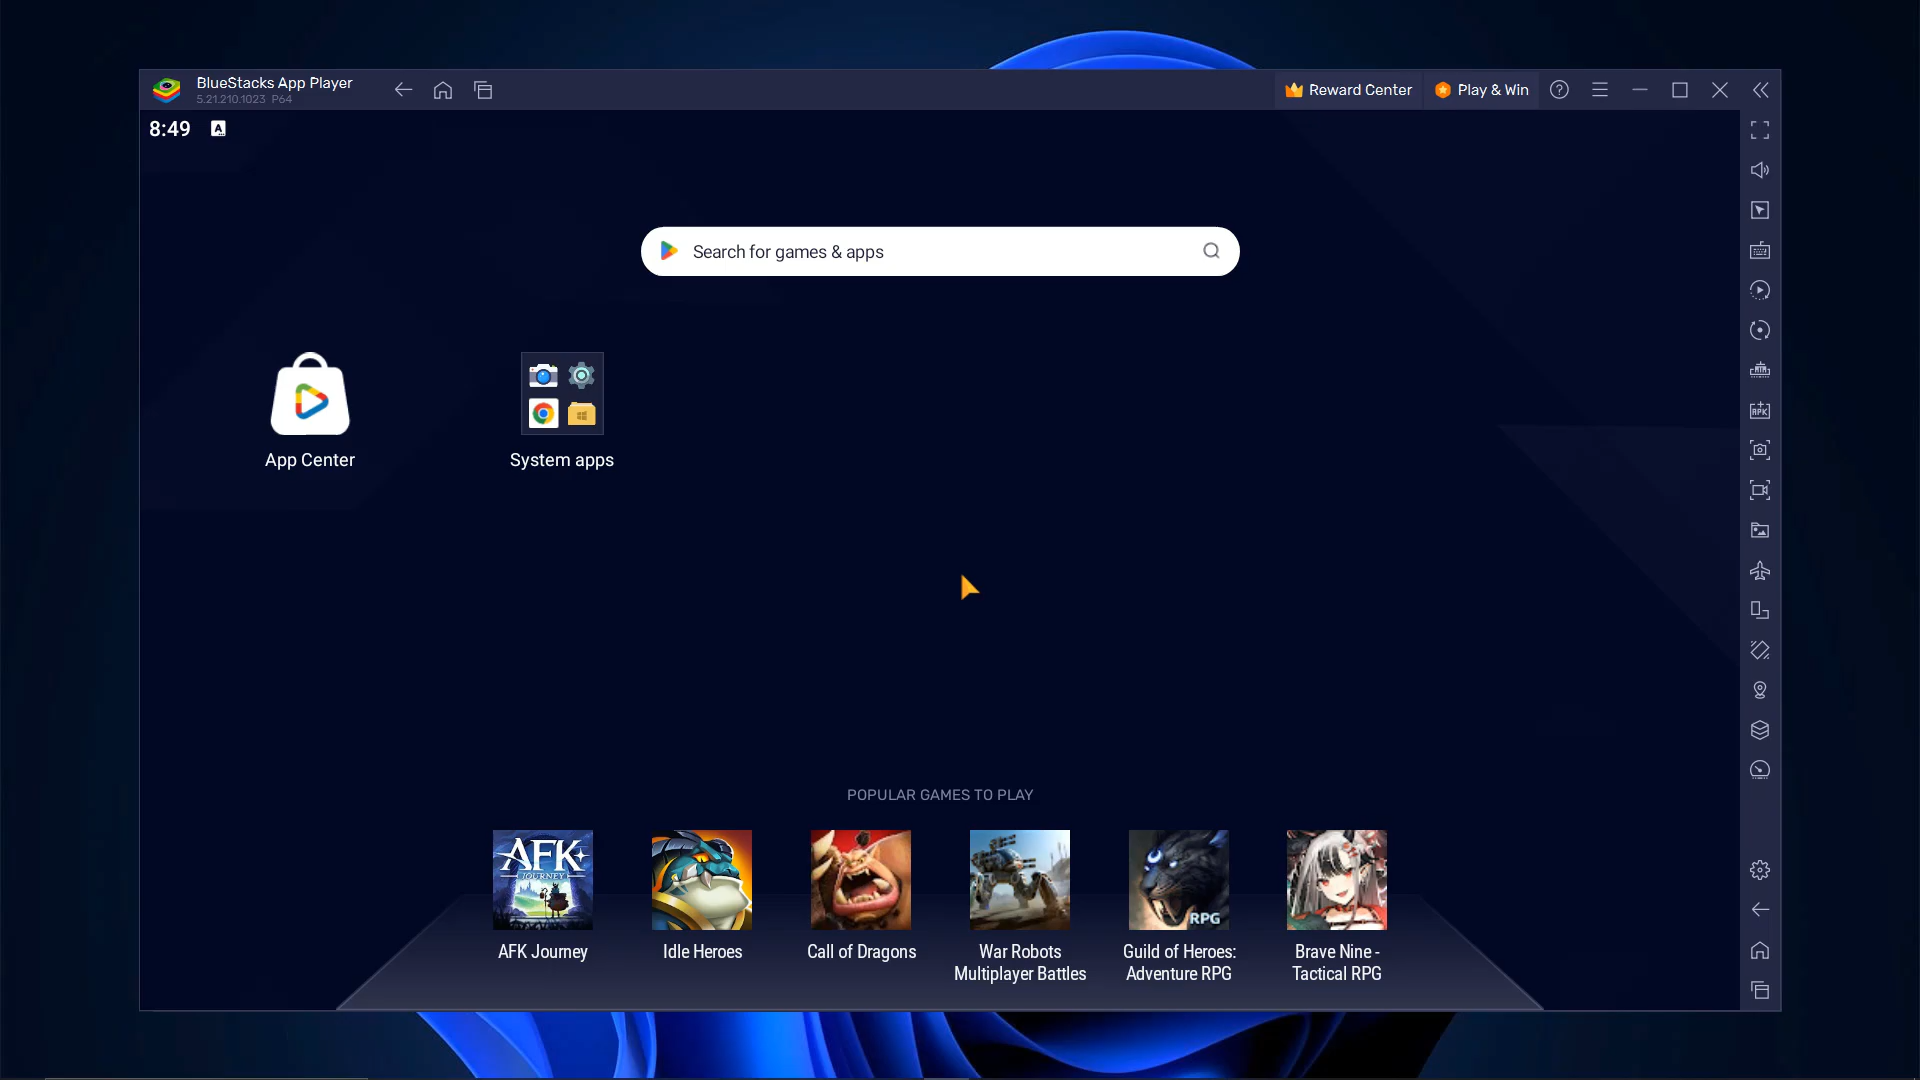 BlueStacks App Player
5.21.210.1023 P64
Reward Center
Play & Win
8:49
A
Search for games & apps
App Center
System apps
APK
POPULAR GAMES TO PLAY
AFK
JOURNEY
RPG
AFK Journey
Idle Heroes
Call of Dragons
War Robots
Multiplayer Battles
Guild of Heroes:
Adventure RPG
Brave Nine -
Tactical RPG